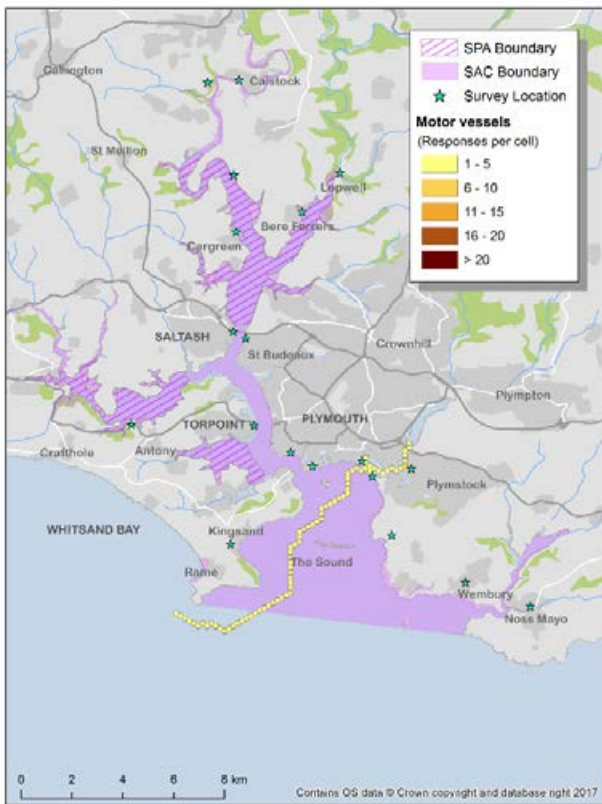 SPA Boundary
SAC Boundary
Survey Location
Motor vessels
(Responses per cell)
1 - 5
6 - 10
11 - 15
16 - 20
> 20
Callington
Calstock
St Mellion
Lopwell
Bere Ferrers
Cargreen
SALTASH
St Budeaux
Crownhill
Plympton
TORPOINT
PLYMOUTH
Crafthole
Antony
Plymstock
WHITSAND BAY
Kingsand
The Sound
Rame
Wembury
Noss Mayo
0 2 4 6 8 km
Contains OS data © Crown copyright and database right 2017